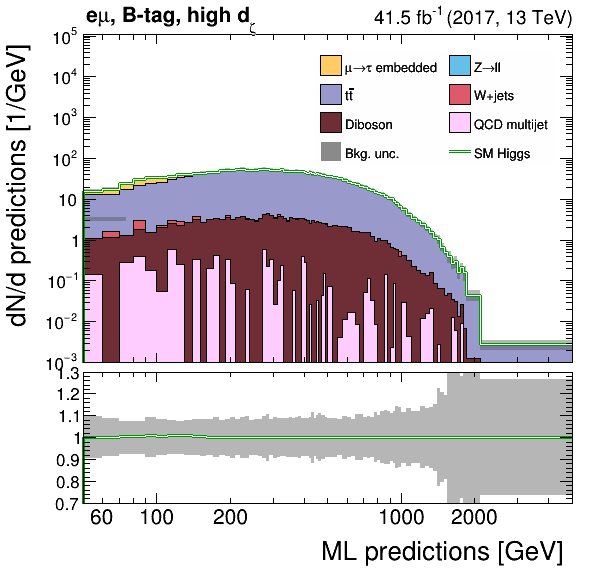 eμ, B-tag, high dζ
41.5 fb⁻¹ (2017, 13 TeV)
dN/d predictions [1/GeV]
10⁵
10⁴
10³
10²
10
1
10⁻¹
10⁻²
10⁻³
μ→τ embedded
Z→ll
tt̄
W+jets
Diboson
QCD multijet
Bkg. unc.
SM Higgs
1.3
1.2
1.1
1
0.9
0.8
0.7
60 100 200 1000 2000
ML predictions [GeV]